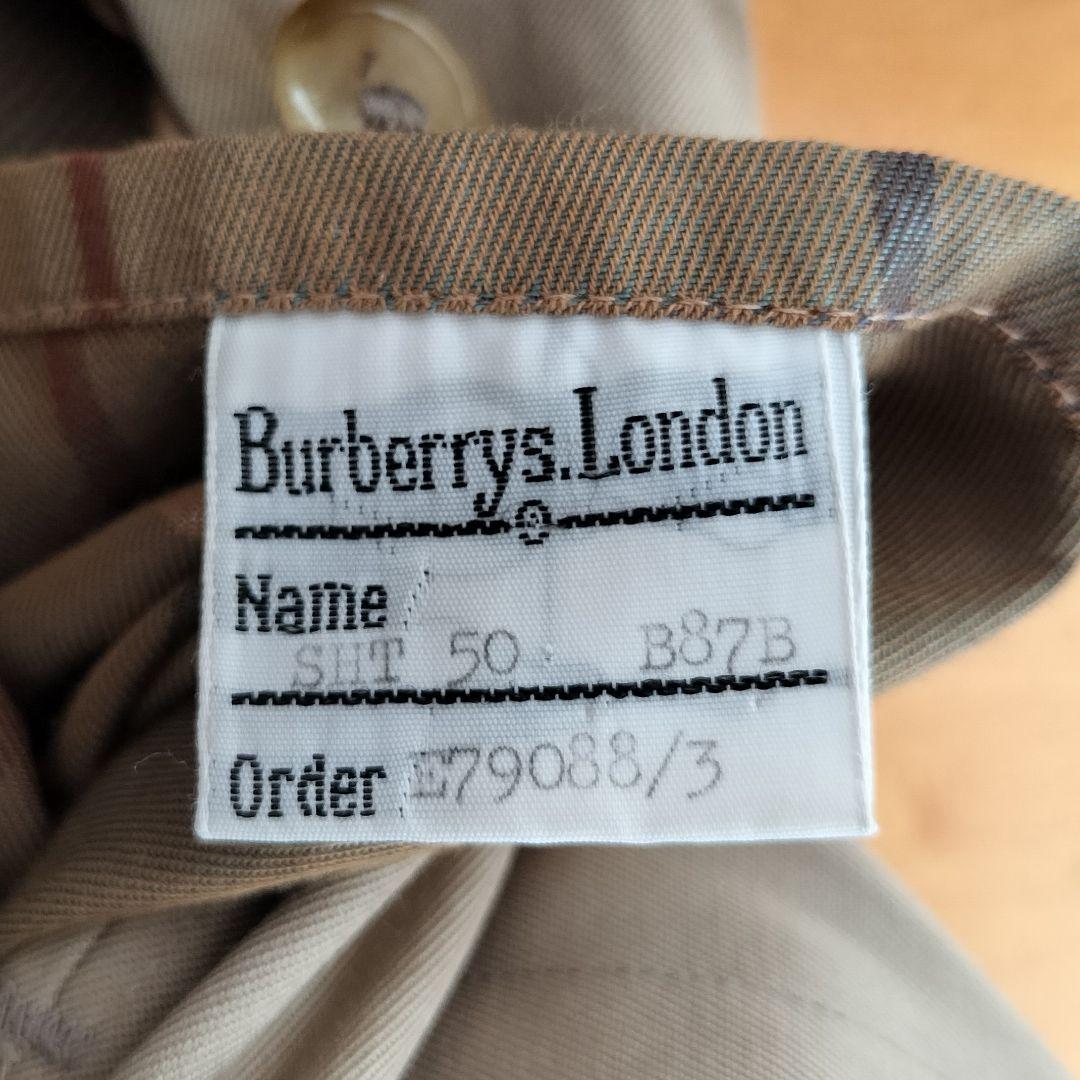 Burberrys.London
Name
SHT 50 B87B
Order E79088/3